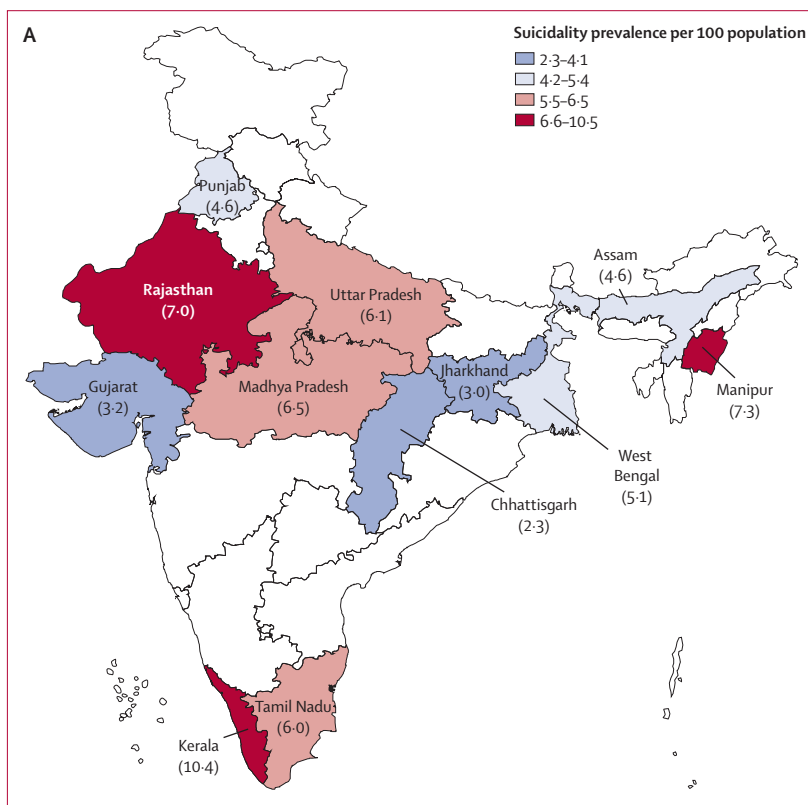 A
Suicidality prevalence per 100 population
2·3–4·1
4·2–5·4
5·5–6·5
6·6–10·5
Punjab
(4·6)
Rajasthan
(7·0)
Uttar Pradesh
(6·1)
Assam
(4·6)
Gujarat
(3·2)
Madhya Pradesh
(6·5)
Jharkhand
(3·0)
Manipur
(7·3)
West
Bengal
(5·1)
Chhattisgarh
(2·3)
Tamil Nadu
(6·0)
Kerala
(10·4)